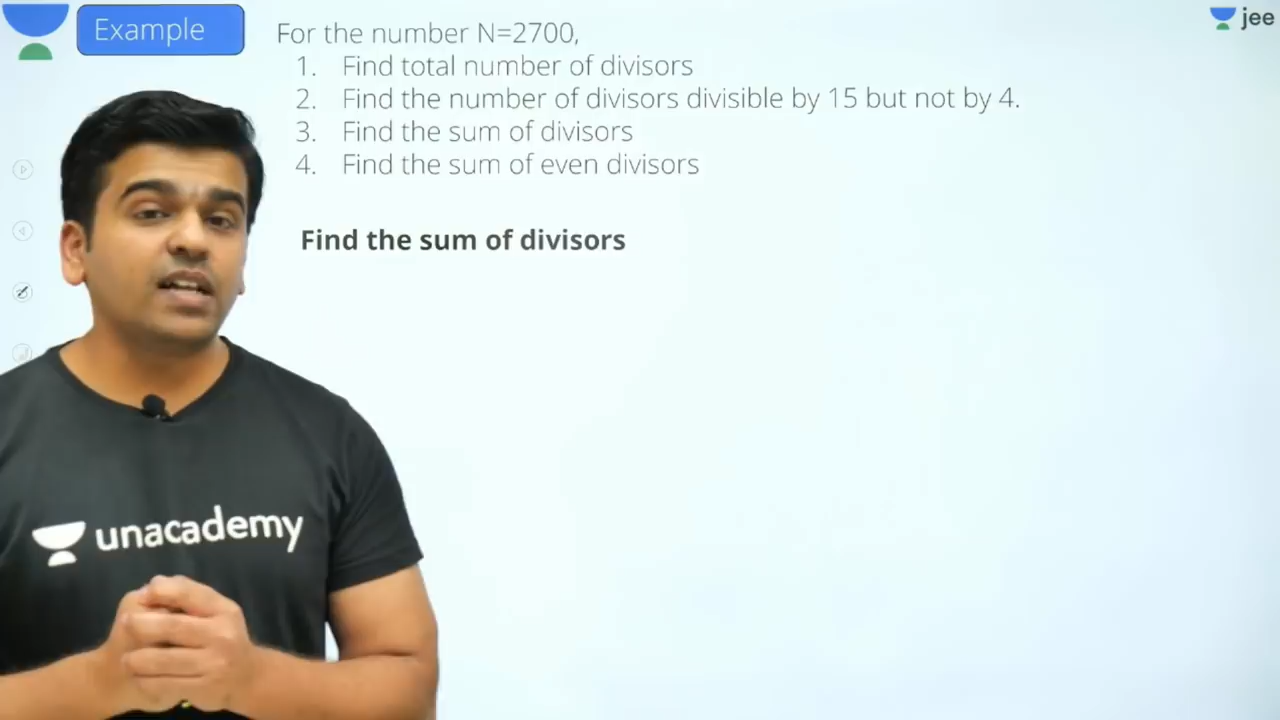 Example
For the number N=2700,
1. Find total number of divisors
2. Find the number of divisors divisible by 15 but not by 4.
3. Find the sum of divisors
4. Find the sum of even divisors
Find the sum of divisors
jee
unacademy